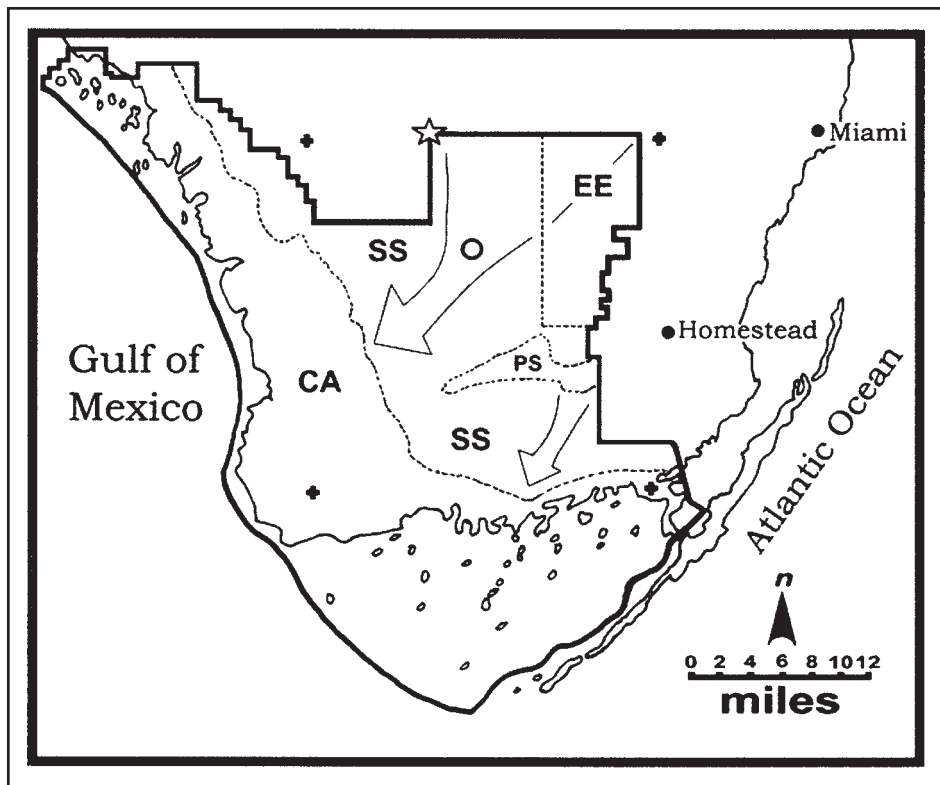 Miami
EE
SS
Homestead
Gulf of
Mexico
PS
CA
SS
Atlantic Ocean
n
0 2 4 6 8 10 12
miles